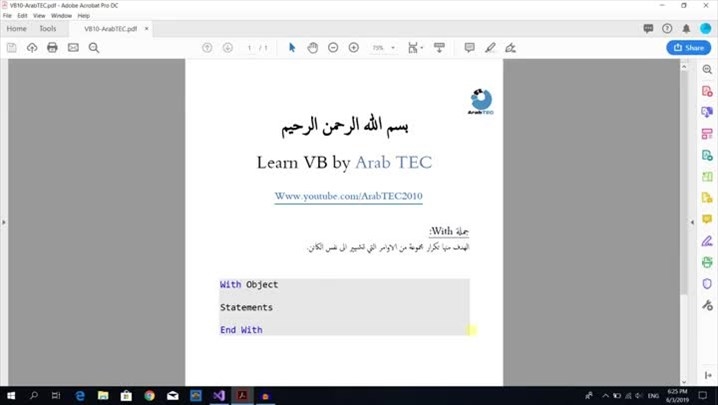 VB10-ArabTEC.pdf - Adobe Acrobat Pro DC
File Edit View Window Help
Home Tools VB10-ArabTEC.pdf ×
1 / 1 75% Share
ArabTEC
بسم الله الرحمن الرحيم
Learn VB by Arab TEC
Www.youtube.com/ArabTEC2010
جملة With:
الهدف منها تكرار مجموعة من الاوامر التي تشير الى نفس الكائن.
With Object
Statements
End With
ENG 6:25 PM
6/3/2019